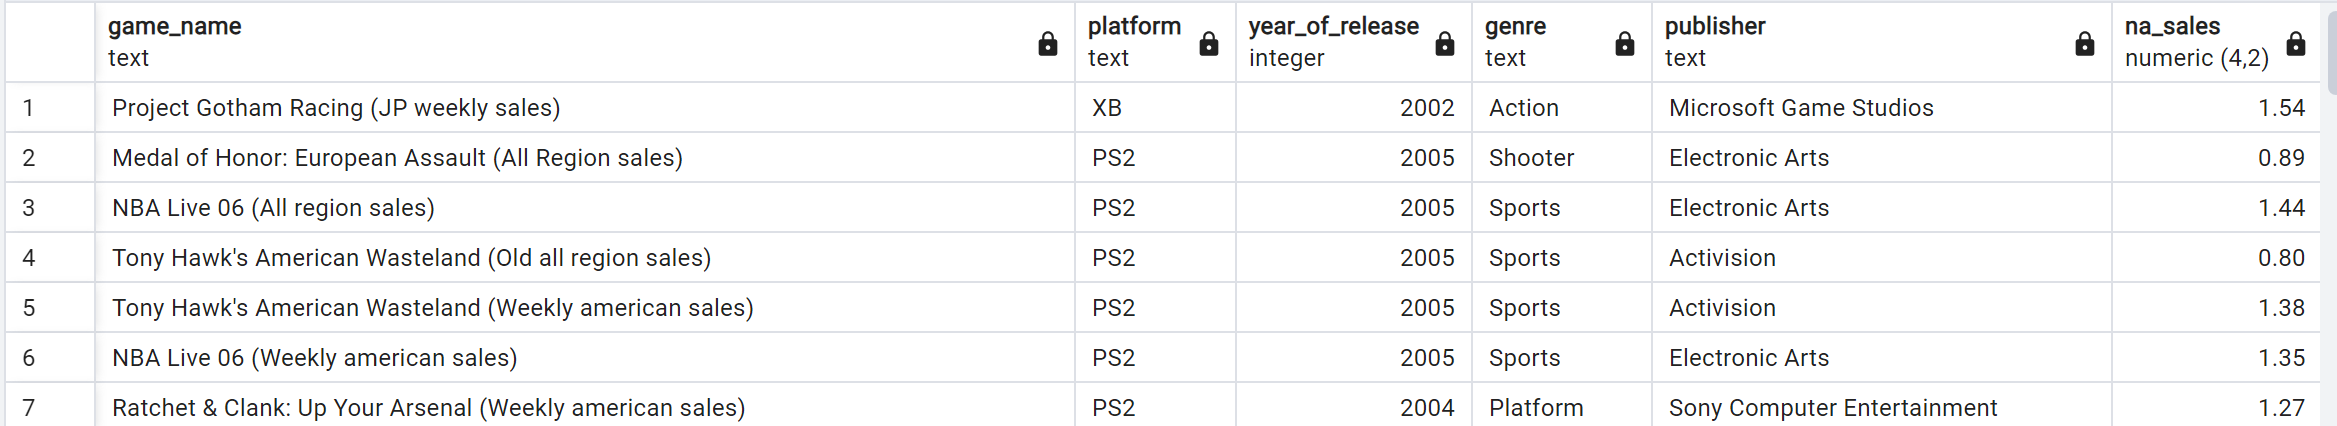 game_name platform year_of_release genre publisher na_sales
text text integer text text numeric (4,2)
1 Project Gotham Racing (JP weekly sales) XB 2002 Action Microsoft Game Studios 1.54
2 Medal of Honor: European Assault (All Region sales) PS2 2005 Shooter Electronic Arts 0.89
3 NBA Live 06 (All region sales) PS2 2005 Sports Electronic Arts 1.44
4 Tony Hawk's American Wasteland (Old all region sales) PS2 2005 Sports Activision 0.80
5 Tony Hawk's American Wasteland (Weekly american sales) PS2 2005 Sports Activision 1.38
6 NBA Live 06 (Weekly american sales) PS2 2005 Sports Electronic Arts 1.35
7 Ratchet & Clank: Up Your Arsenal (Weekly american sales) PS2 2004 Platform Sony Computer Entertainment 1.27